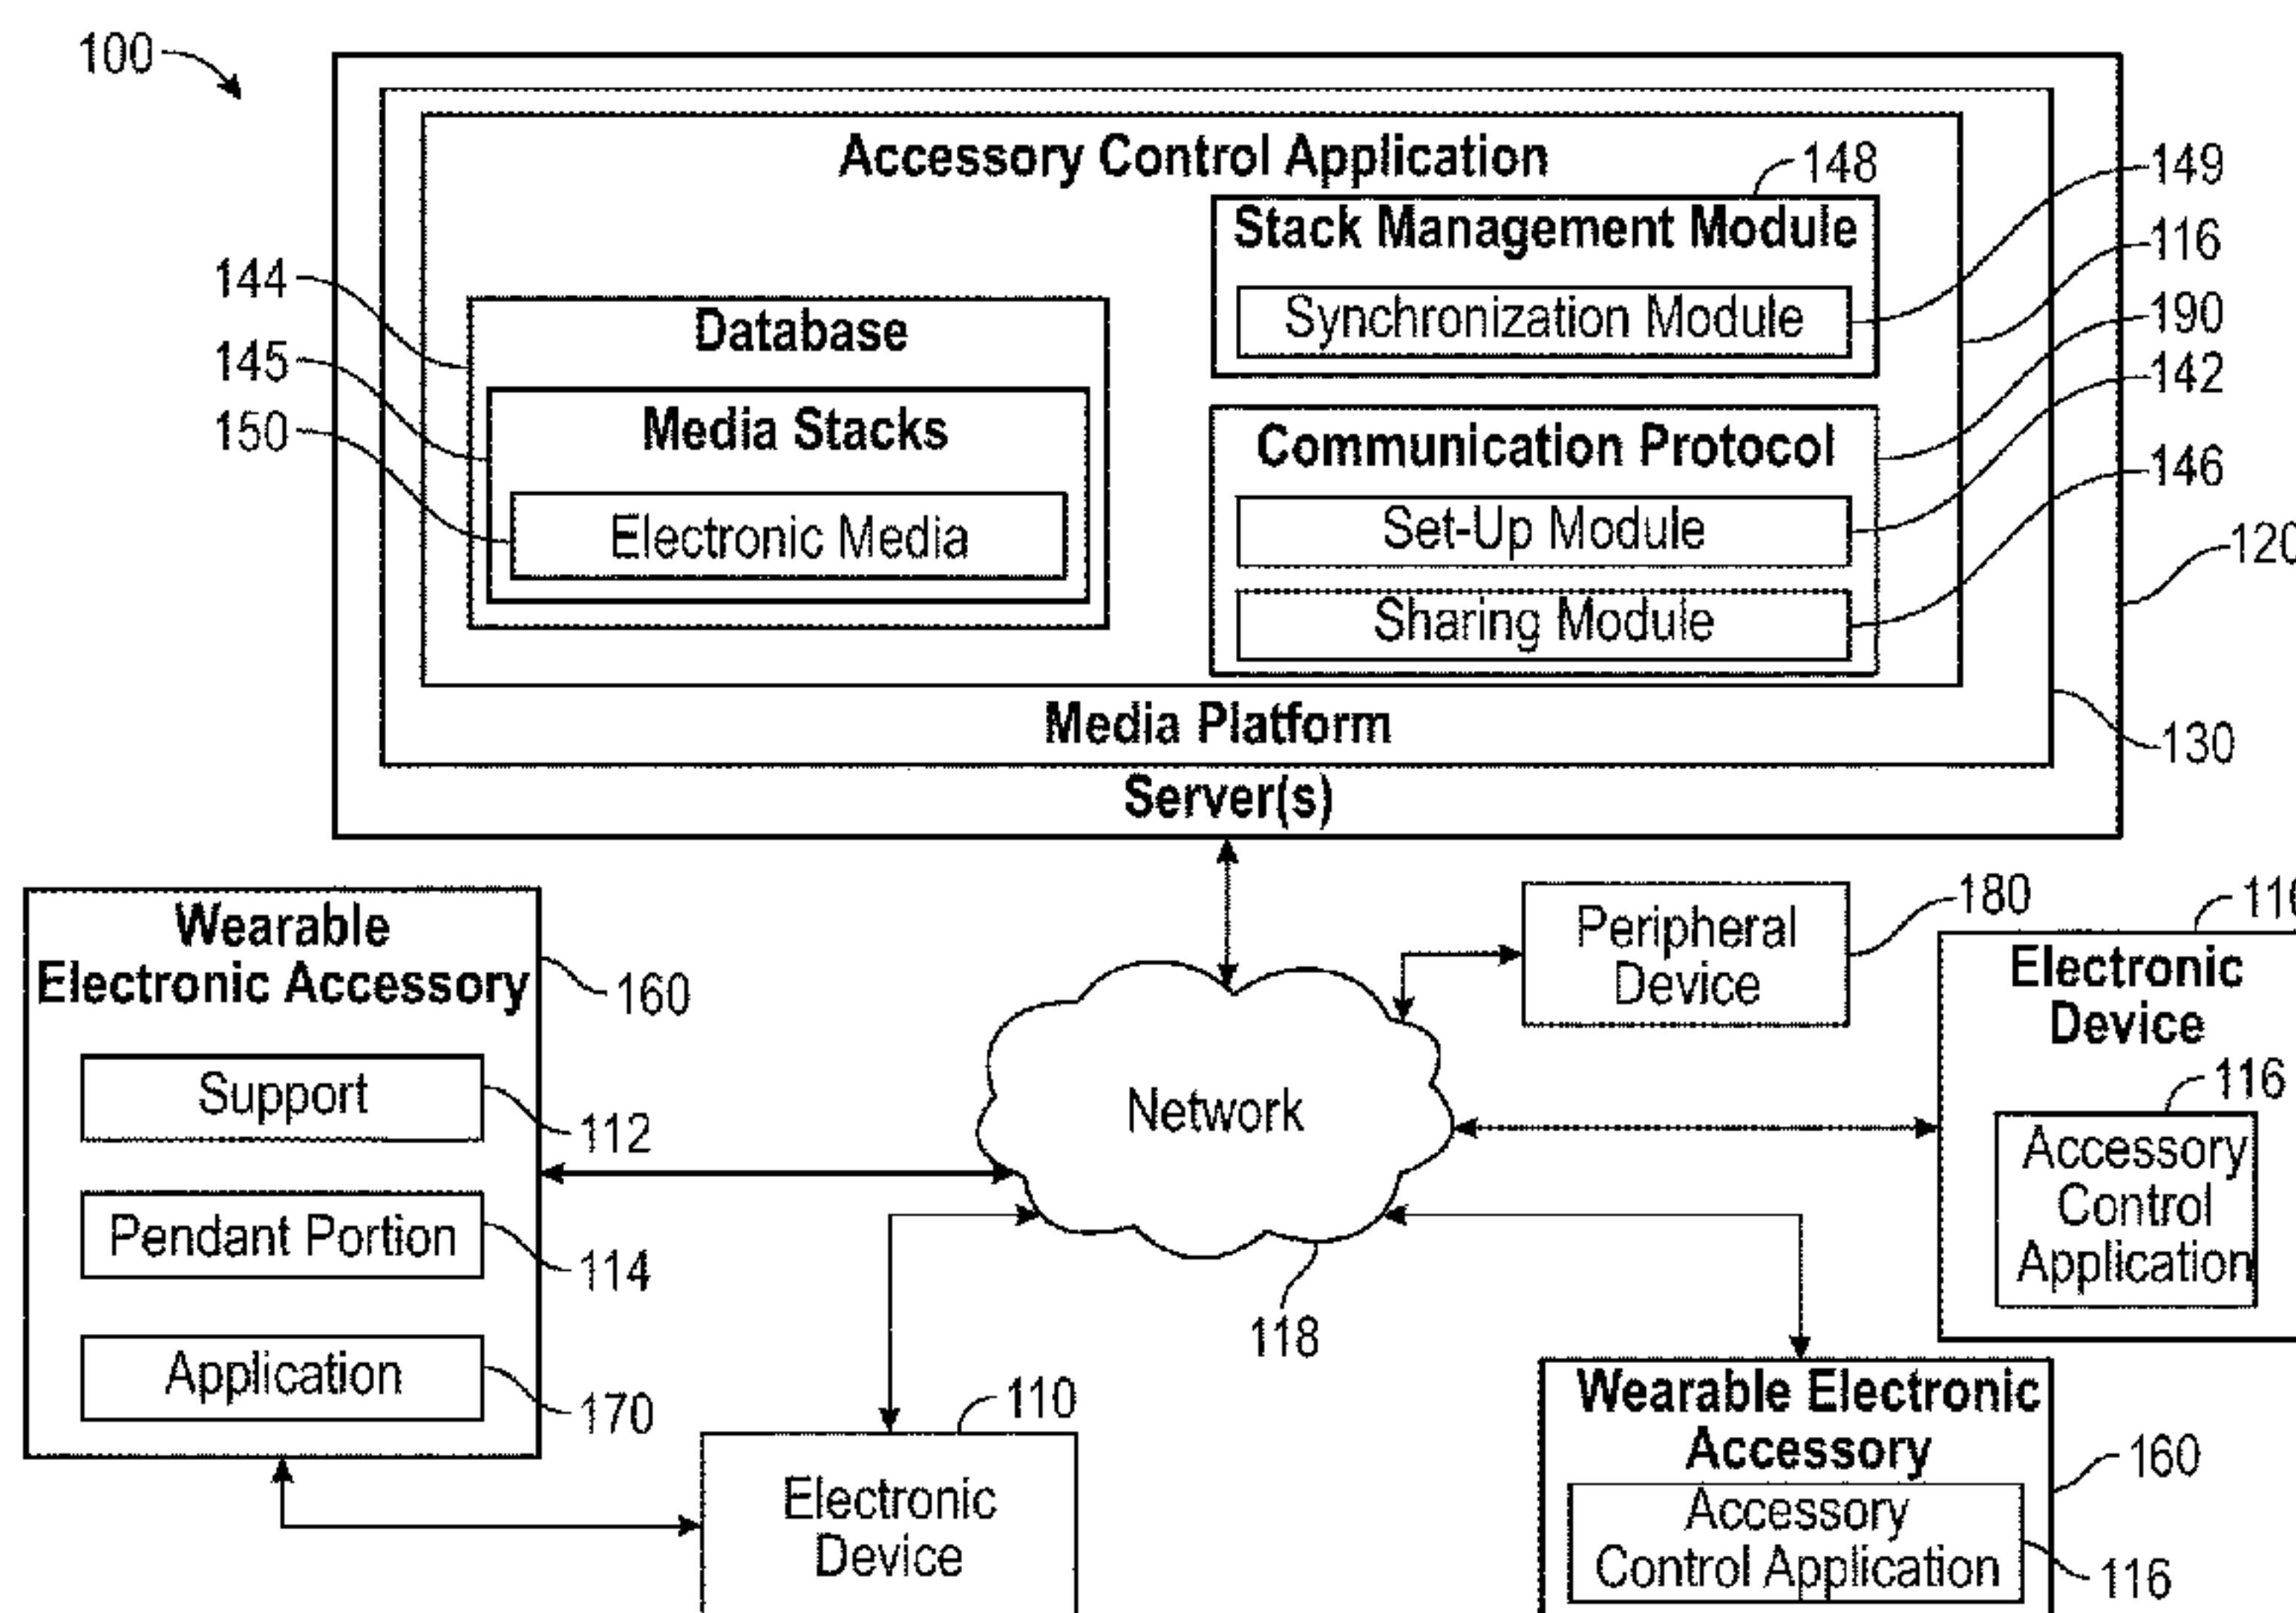 100
Accessory Control Application
148
Stack Management Module
149
Synchronization Module
116
144
Database
190
145
Media Stacks
142
150
Electronic Media
Communication Protocol
146
Set-Up Module
Sharing Module
120
Media Platform
130
Server(s)
Wearable
Electronic Accessory
160
Support
112
Pendant Portion
114
Application
170
Network
118
Peripheral
Device
180
Electronic
Device
116
Accessory
Control
Application
110
Electronic
Device
Wearable Electronic
Accessory
160
Accessory
Control Application
116